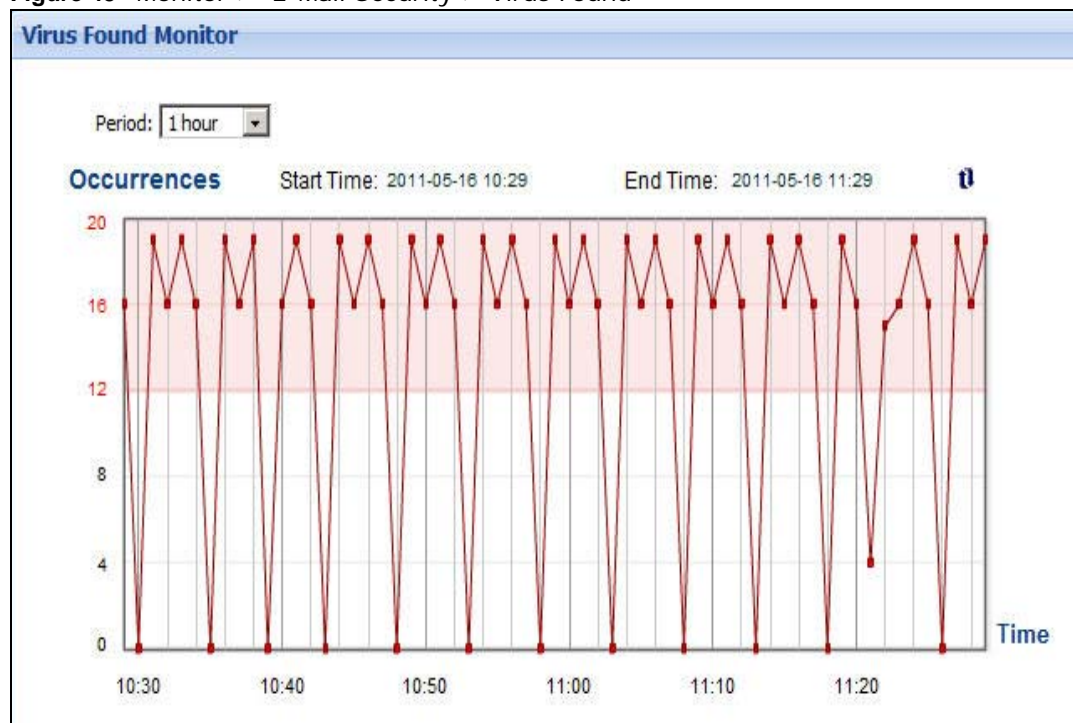 Virus Found Monitor
Period: 1 hour
Occurrences Start Time: 2011-05-16 10:29 End Time: 2011-05-16 11:29
20
16
12
8
4
0
Time
10:30 10:40 10:50 11:00 11:10 11:20